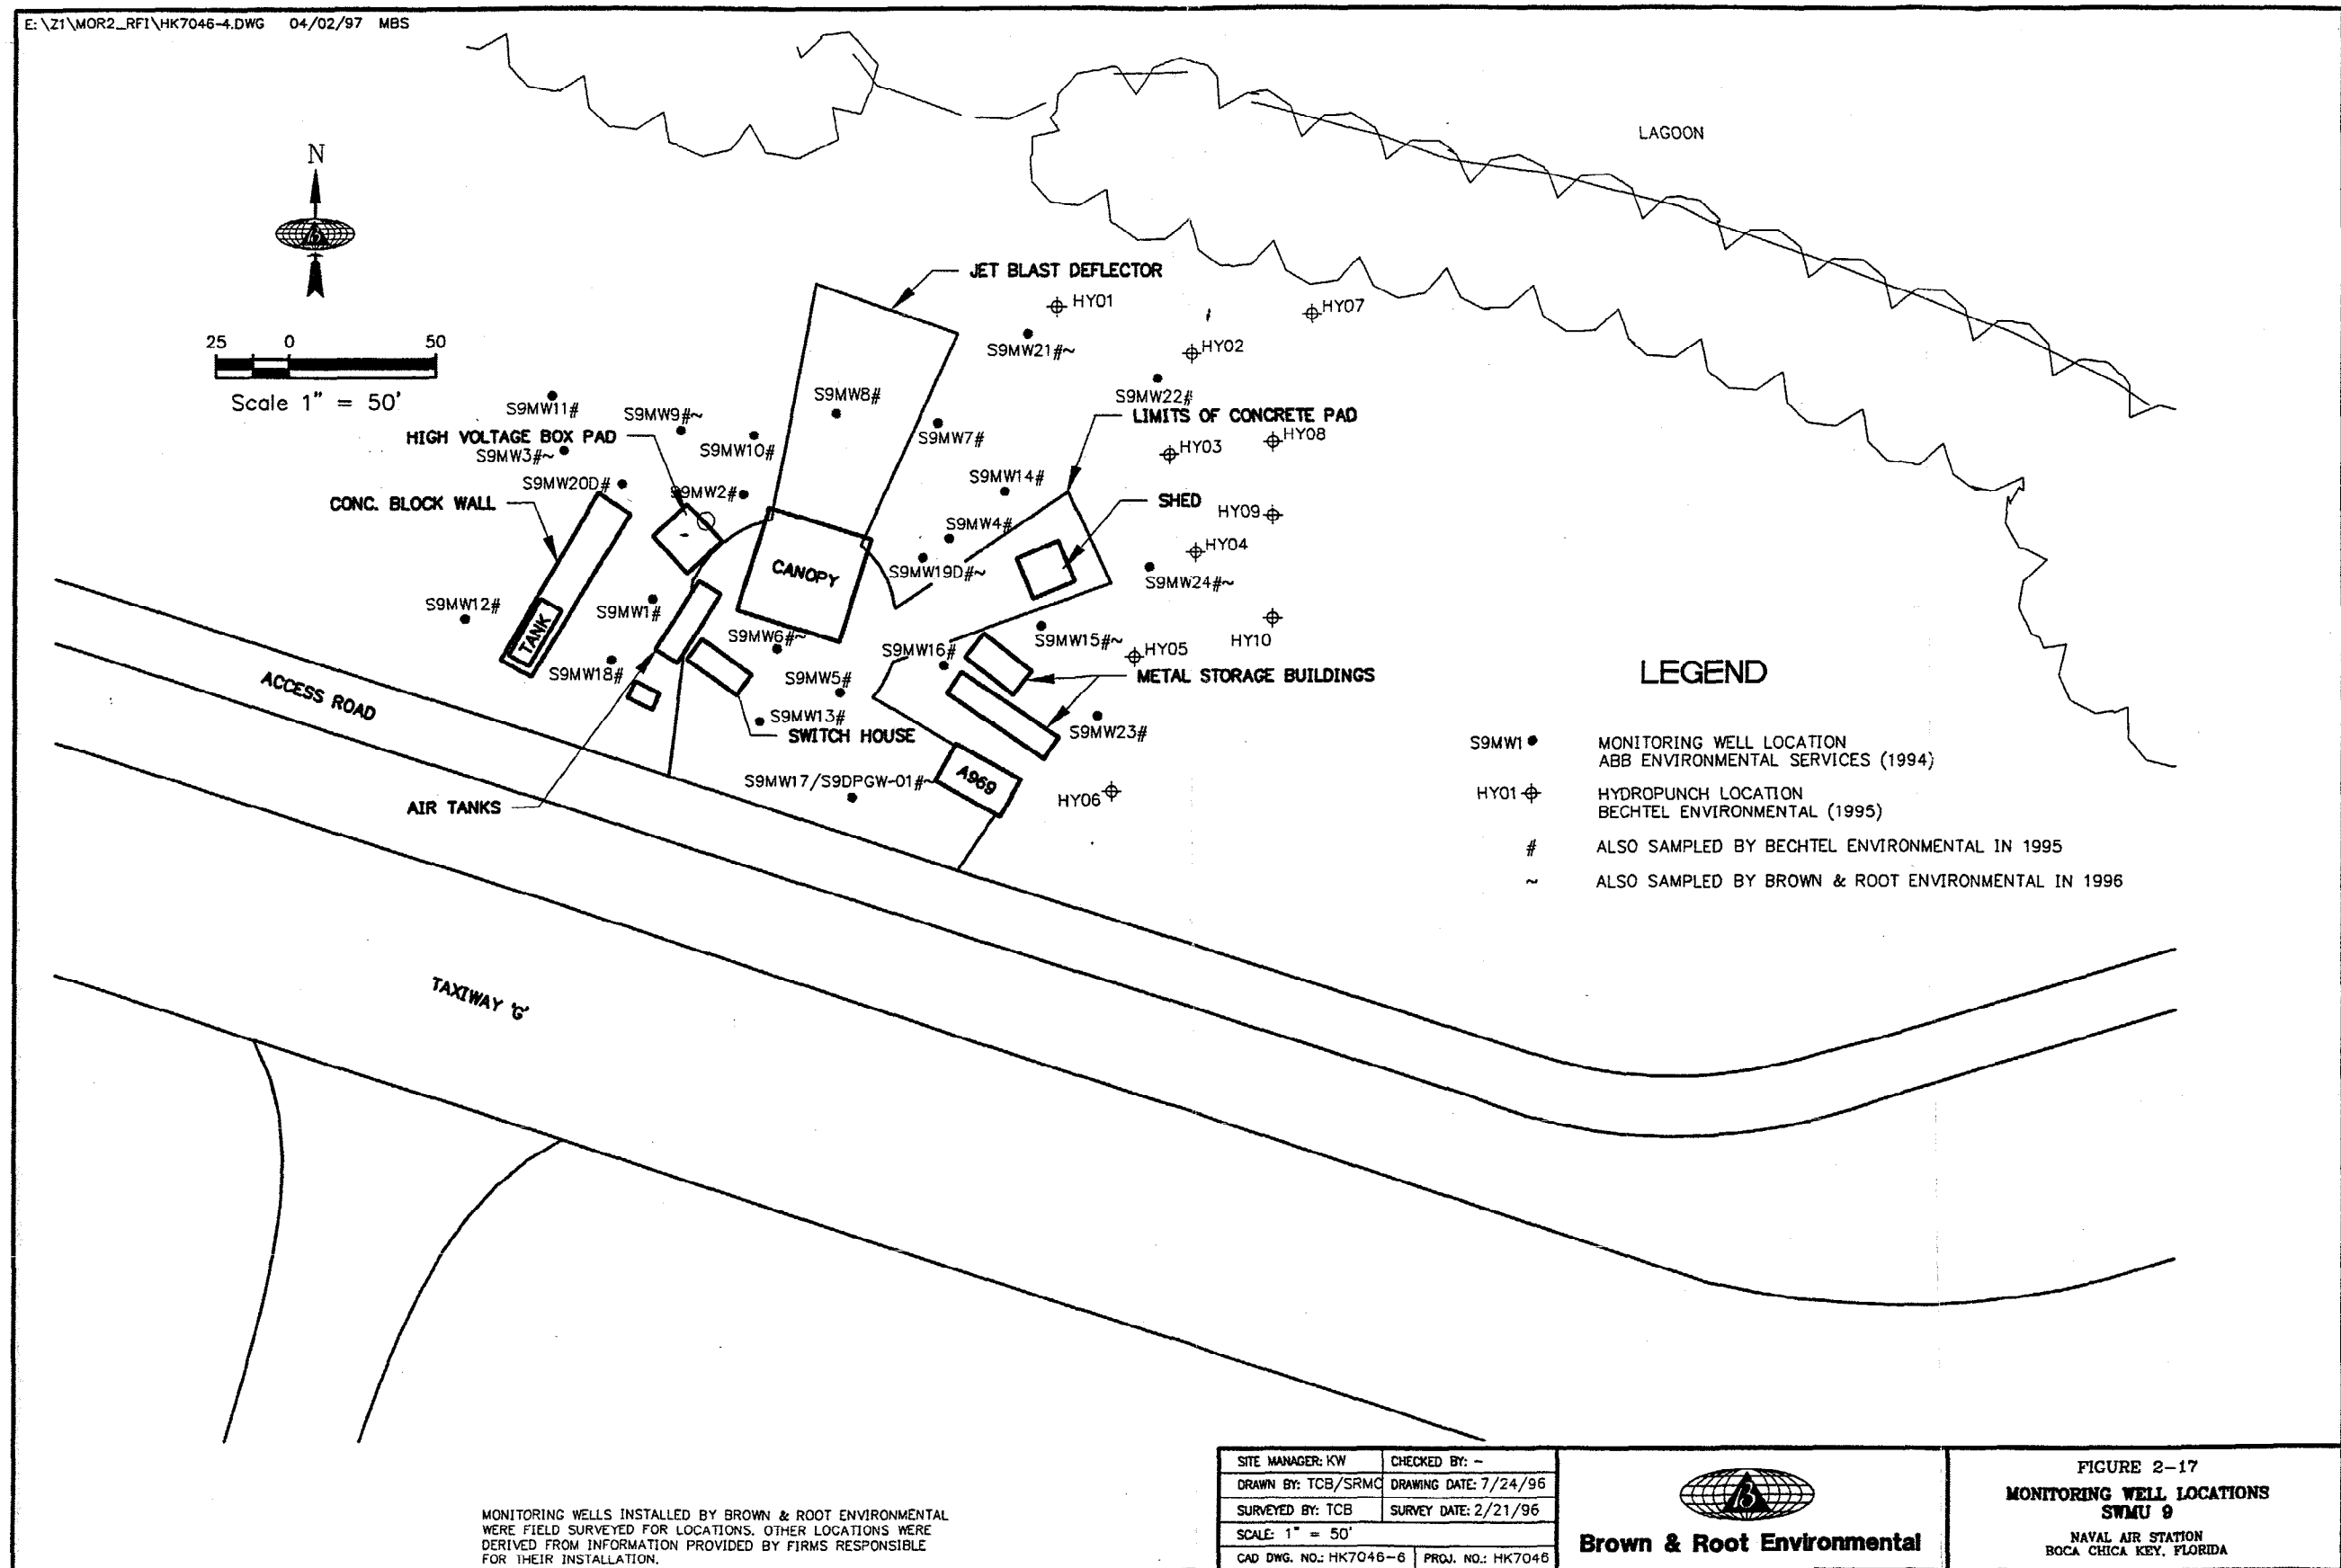 E:\Z1\MOR2_RFI\HK7046-4.DWG 04/02/97 MBS
LAGOON
N
25 0 50
Scale 1" = 50'
JET BLAST DEFLECTOR
HY01
HY07
S9MW21#~
HY02
S9MW22#
LIMITS OF CONCRETE PAD
S9MW11#
S9MW9#~
S9MW8#
HIGH VOLTAGE BOX PAD
S9MW10#
S9MW7#
HY03
HY08
S9MW3#~
S9MW20D#
S9MW2#
S9MW14#
CONC. BLOCK WALL
SHED
HY09
S9MW4#
HY04
CANOPY
S9MW19D#~
S9MW24#~
S9MW12#
S9MW1#
TANK
S9MW6#~
S9MW15#~
HY10
S9MW16#
HY05
S9MW18#
S9MW5#
METAL STORAGE BUILDINGS
ACCESS ROAD
S9MW13#
SWITCH HOUSE
S9MW23#
S9MW17/S9DPGW-01#~
A969
HY06
AIR TANKS
TAXIWAY 'G'
LEGEND
S9MW1 MONITORING WELL LOCATION
ABB ENVIRONMENTAL SERVICES (1994)
HY01 HYDROPUNCH LOCATION
BECHTEL ENVIRONMENTAL (1995)
# ALSO SAMPLED BY BECHTEL ENVIRONMENTAL IN 1995
~ ALSO SAMPLED BY BROWN & ROOT ENVIRONMENTAL IN 1996
MONITORING WELLS INSTALLED BY BROWN & ROOT ENVIRONMENTAL
WERE FIELD SURVEYED FOR LOCATIONS. OTHER LOCATIONS WERE
DERIVED FROM INFORMATION PROVIDED BY FIRMS RESPONSIBLE
FOR THEIR INSTALLATION.
SITE MANAGER: KW CHECKED BY: -
DRAWN BY: TCB/SRMC DRAWING DATE: 7/24/96
SURVEYED BY: TCB SURVEY DATE: 2/21/96
SCALE: 1" = 50'
CAD DWG. NO.: HK7046-6 PROJ. NO.: HK7046
B
Brown & Root Environmental
FIGURE 2-17
MONITORING WELL LOCATIONS
SWMU 9
NAVAL AIR STATION
BOCA CHICA KEY, FLORIDA